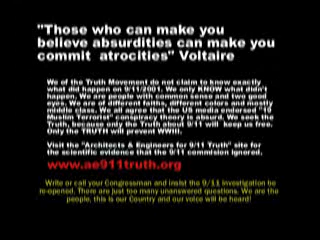 "Those who can make you
believe absurdities can make you
commit  atrocities" Voltaire
We of the Truth Movement do not claim to know exactly
what did happen on 9/11/2001. We only KNOW what didn't
happen. We are people with common sense and two good
eyes. We are of different faiths, different colors and mostly
middle class. We all agree that the US media endorsed "19
Muslim Terrorist" conspiracy theory is absurd. We seek the
Truth, because only the Truth about 9/11  will  keep us free.
Only the TRUTH will prevent WWIII.
Visit the "Architects & Engineers for 9/11 Truth" site for
the scientific evidence that the 9/11 commision ignored.
www.ae911truth.org
Write or call your Congressman and insist the 9/11 investigation be
re-opened. There are just too many unanswered questions. We are the
people, this is our Country and our voice will be heard!